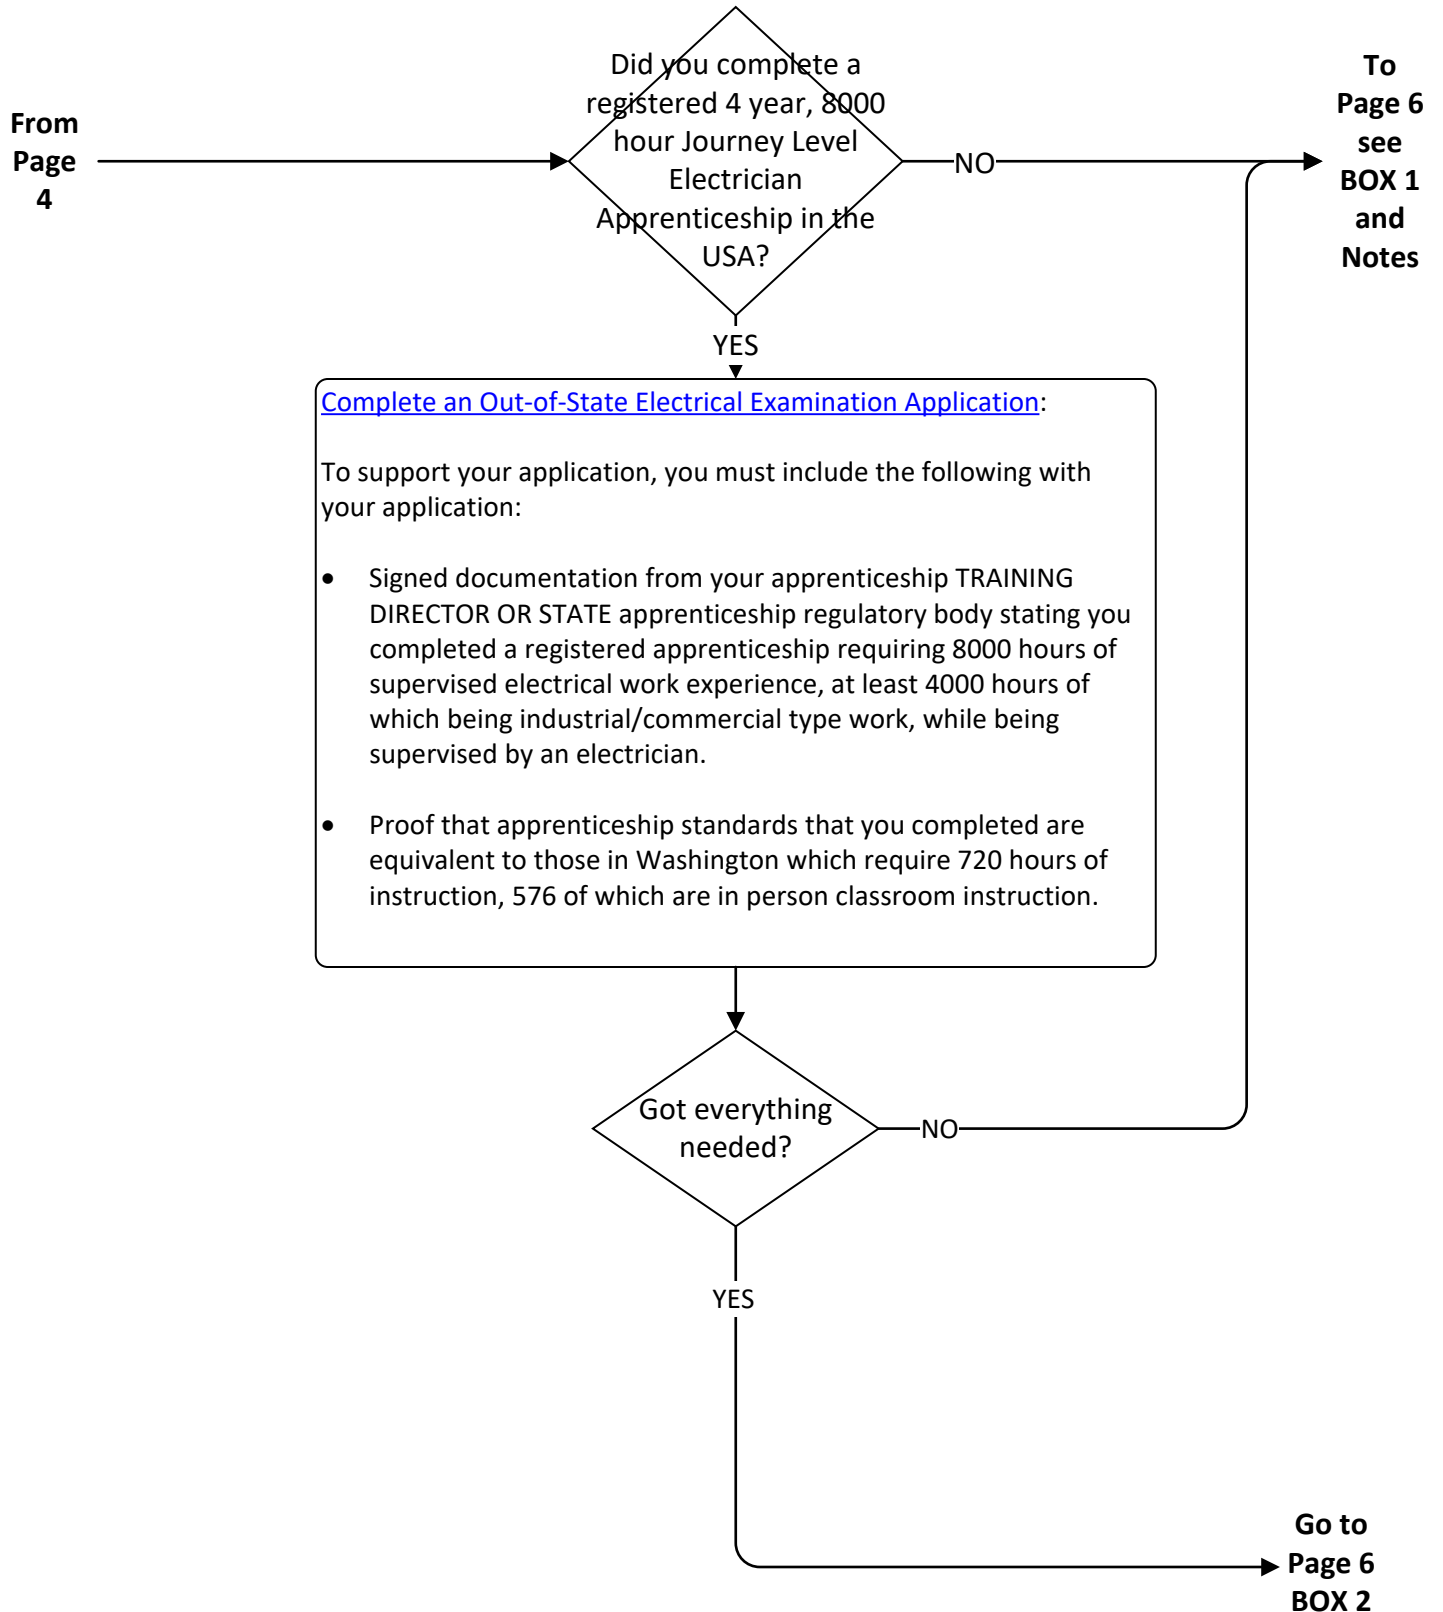 From
Page
4
Did you complete a
registered 4 year, 8000
hour Journey Level
Electrician
Apprenticeship in the
USA?
NO
To
Page 6
see
BOX 1
and
Notes
YES
Complete an Out-of-State Electrical Examination Application:
To support your application, you must include the following with
your application:
• Signed documentation from your apprenticeship TRAINING
DIRECTOR OR STATE apprenticeship regulatory body stating you
completed a registered apprenticeship requiring 8000 hours of
supervised electrical work experience, at least 4000 hours of
which being industrial/commercial type work, while being
supervised by an electrician.
• Proof that apprenticeship standards that you completed are
equivalent to those in Washington which require 720 hours of
instruction, 576 of which are in person classroom instruction.
Got everything
needed?
NO
YES
Go to
Page 6
BOX 2